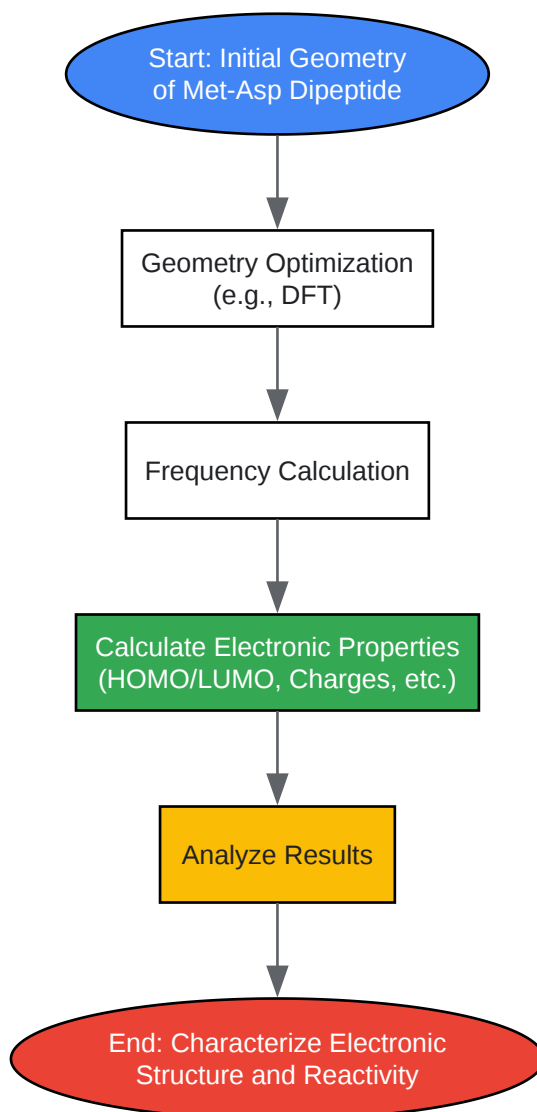 Start: Initial Geometry
of Met-Asp Dipeptide
Geometry Optimization
(e.g., DFT)
Frequency Calculation
Calculate Electronic Properties
(HOMO/LUMO, Charges, etc.)
Analyze Results
End: Characterize Electronic
Structure and Reactivity